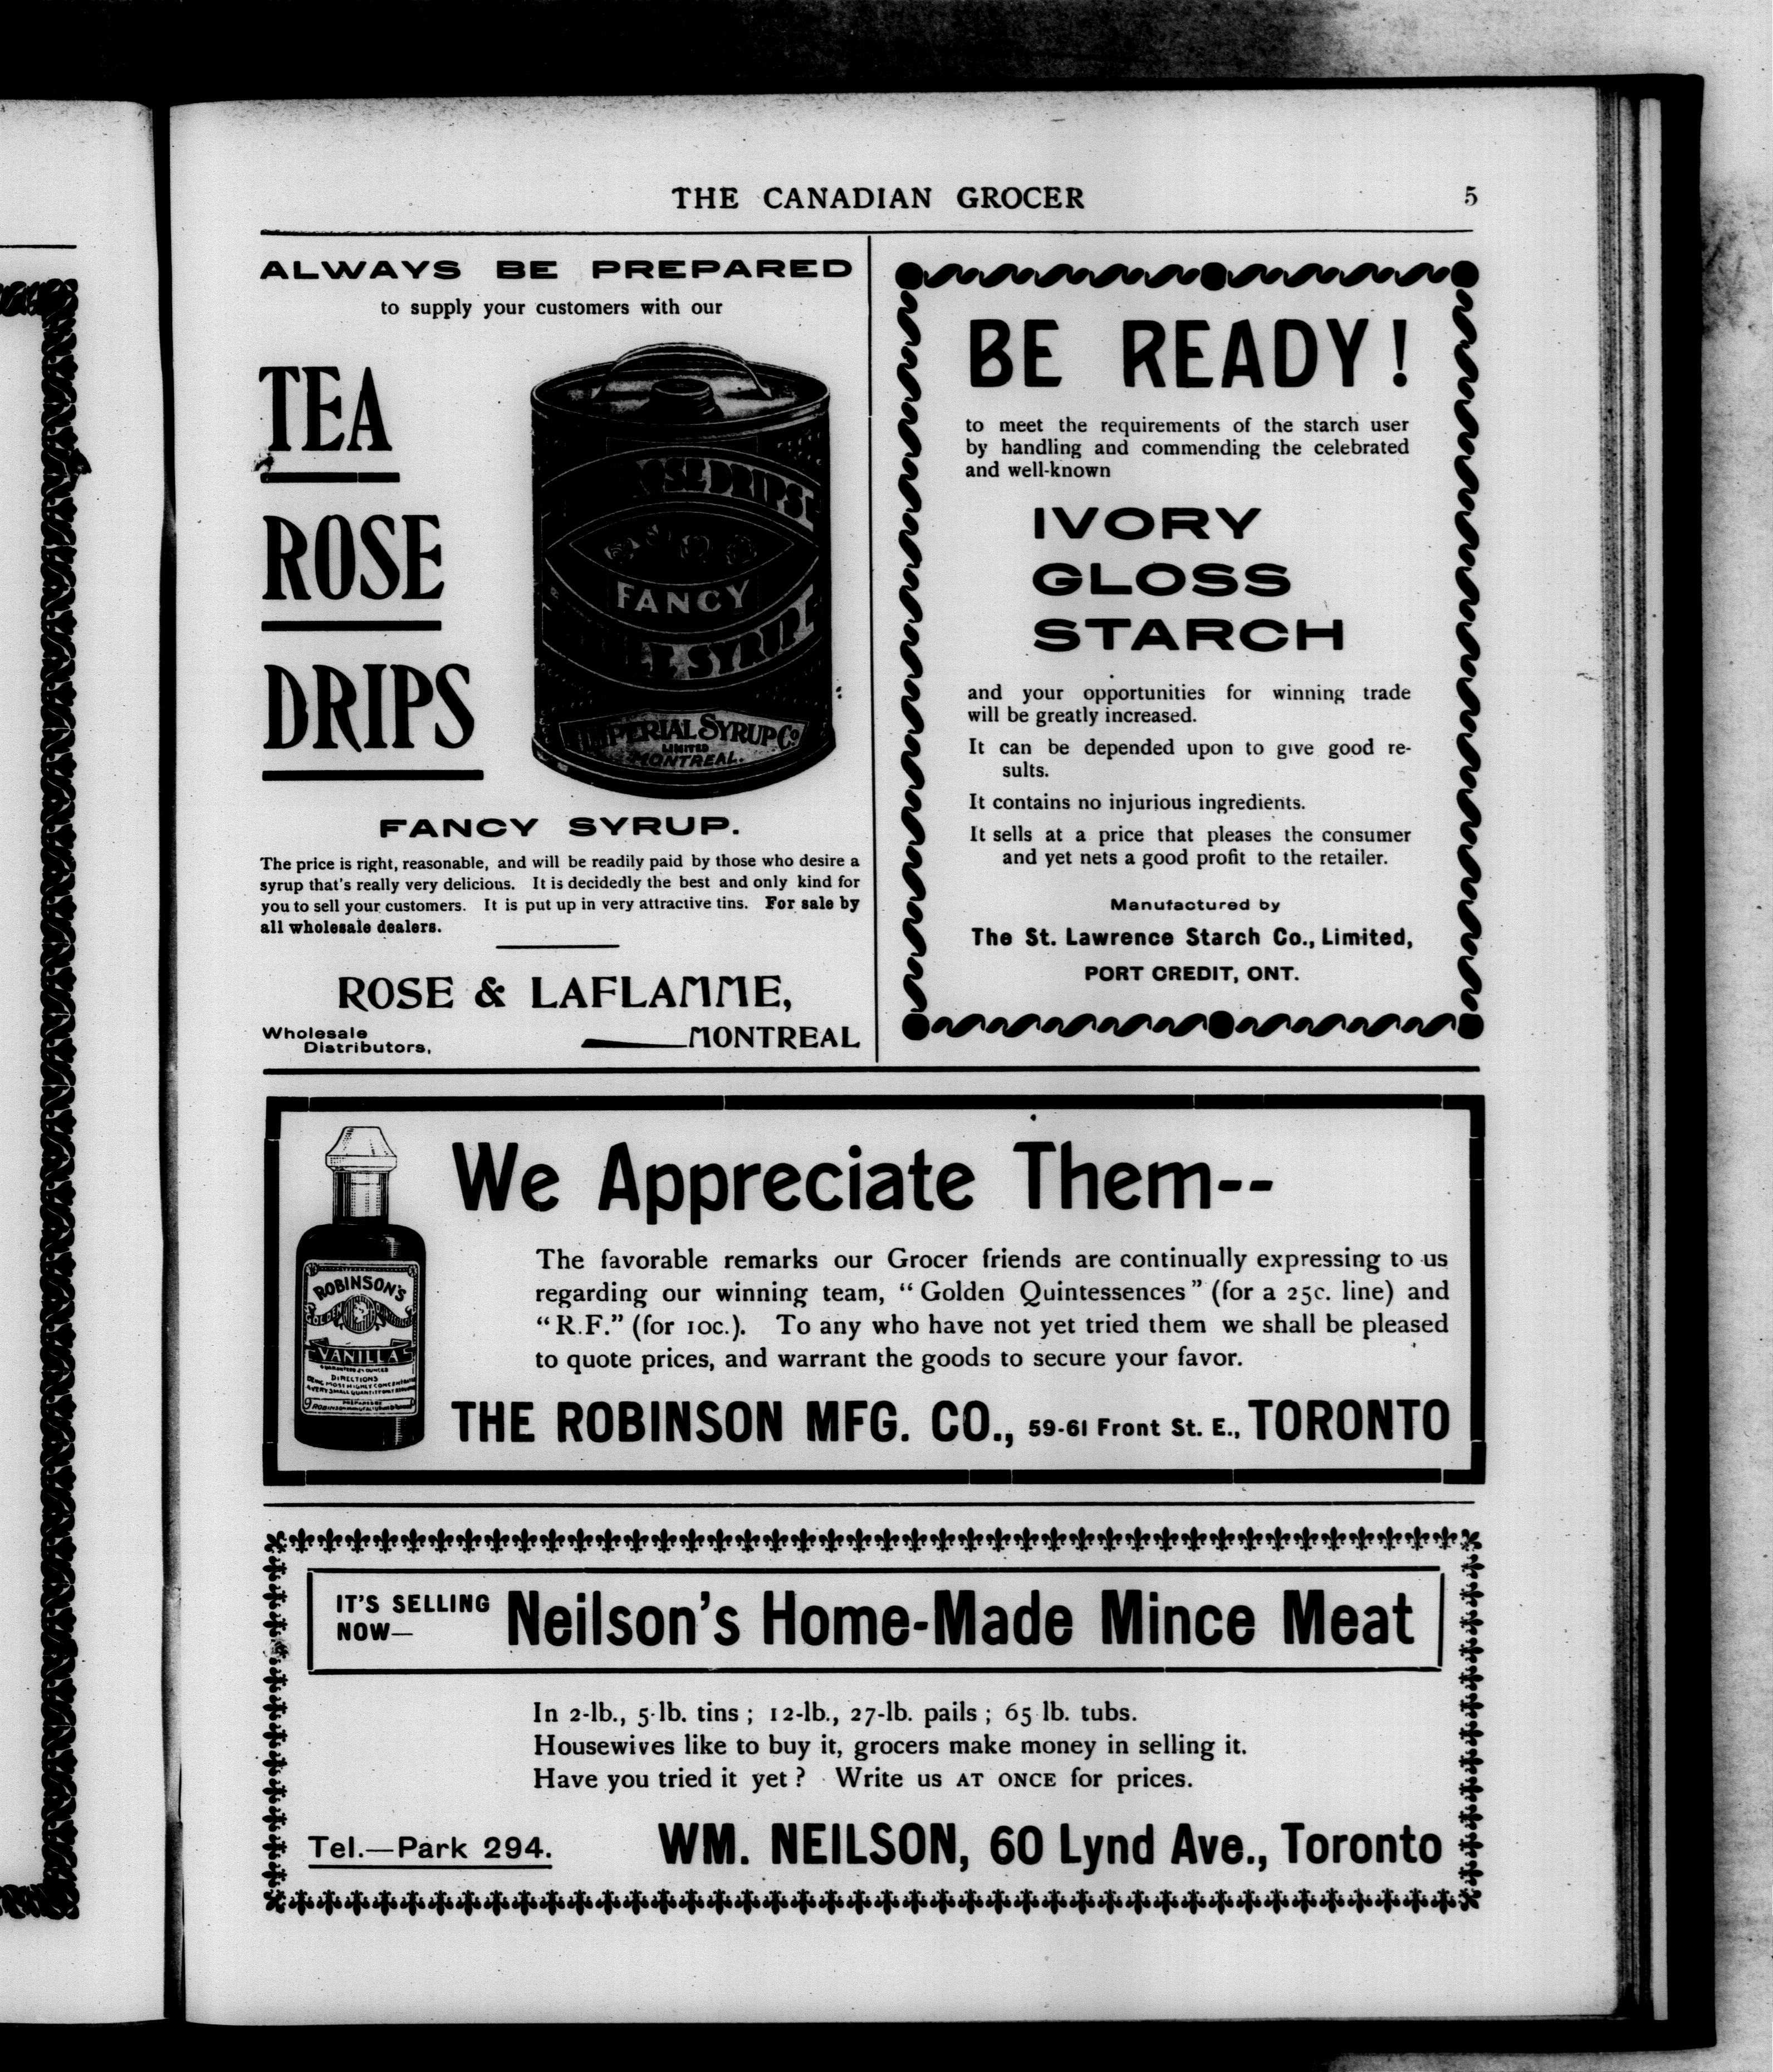 THE CANADIAN GROCER 5
ALWAYS BE PREPARED
to supply your customers with our
TEA
ROSE
DRIPS
ROSE DRIPS
FANCY
SYRUP
IMPERIAL SYRUP Co
LIMITED
MONTREAL.
FANCY SYRUP.
The price is right, reasonable, and will be readily paid by those who desire a
syrup that's really very delicious. It is decidedly the best and only kind for
you to sell your customers. It is put up in very attractive tins. For sale by
all wholesale dealers.
ROSE & LAFLAMME,
Wholesale
Distributors,
MONTREAL
BE READY!
to meet the requirements of the starch user
by handling and commending the celebrated
and well-known
IVORY
GLOSS
STARCH
and your opportunities for winning trade
will be greatly increased.
It can be depended upon to give good re-
sults.
It contains no injurious ingredients.
It sells at a price that pleases the consumer
and yet nets a good profit to the retailer.
Manufactured by
The St. Lawrence Starch Co., Limited,
PORT CREDIT, ONT.
We Appreciate Them--
The favorable remarks our Grocer friends are continually expressing to us
regarding our winning team, "Golden Quintessences" (for a 25c. line) and
"R.F." (for 10c.). To any who have not yet tried them we shall be pleased
to quote prices, and warrant the goods to secure your favor.
THE ROBINSON MFG. CO., 59-61 Front St. E., TORONTO
ROBINSON'S
VANILLA
DIRECTIONS
IT'S SELLING
NOW—
Neilson's Home-Made Mince Meat
In 2-lb., 5-lb. tins; 12-lb., 27-lb. pails; 65 lb. tubs.
Housewives like to buy it, grocers make money in selling it.
Have you tried it yet? Write us AT ONCE for prices.
Tel.—Park 294.
WM. NEILSON, 60 Lynd Ave., Toronto